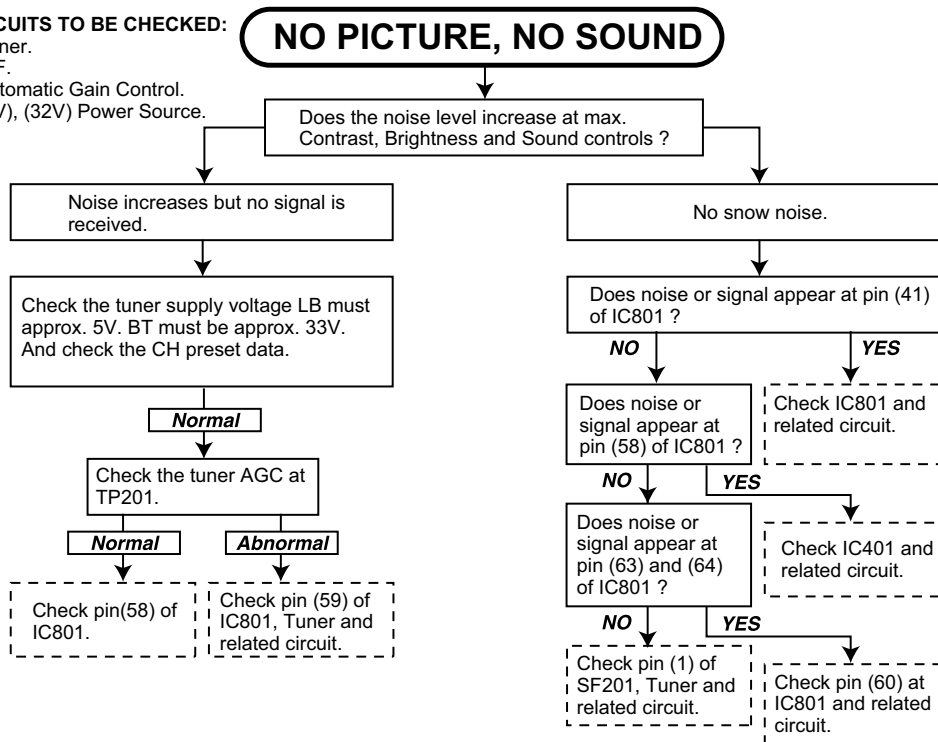 CUITS TO BE CHECKED:
ner.
F.
tomatic Gain Control.
V), (32V) Power Source.
NO PICTURE, NO SOUND
Does the noise level increase at max.
Contrast, Brightness and Sound controls ?
Noise increases but no signal is
received.
No snow noise.
Check the tuner supply voltage LB must
approx. 5V. BT must be approx. 33V.
And check the CH preset data.
Does noise or signal appear at pin (41)
of IC801 ?
NO
YES
Normal
Does noise or
signal appear at
pin (58) of IC801 ?
Check IC801 and
related circuit.
Check the tuner AGC at
TP201.
NO
YES
Normal
Abnormal
Does noise or
signal appear at
pin (63) and (64)
of IC801 ?
Check IC401 and
related circuit.
Check pin(58) of
IC801.
Check pin (59) of
IC801, Tuner and
related circuit.
NO
YES
Check pin (1) of
SF201, Tuner and
related circuit.
Check pin (60) at
IC801 and related
circuit.